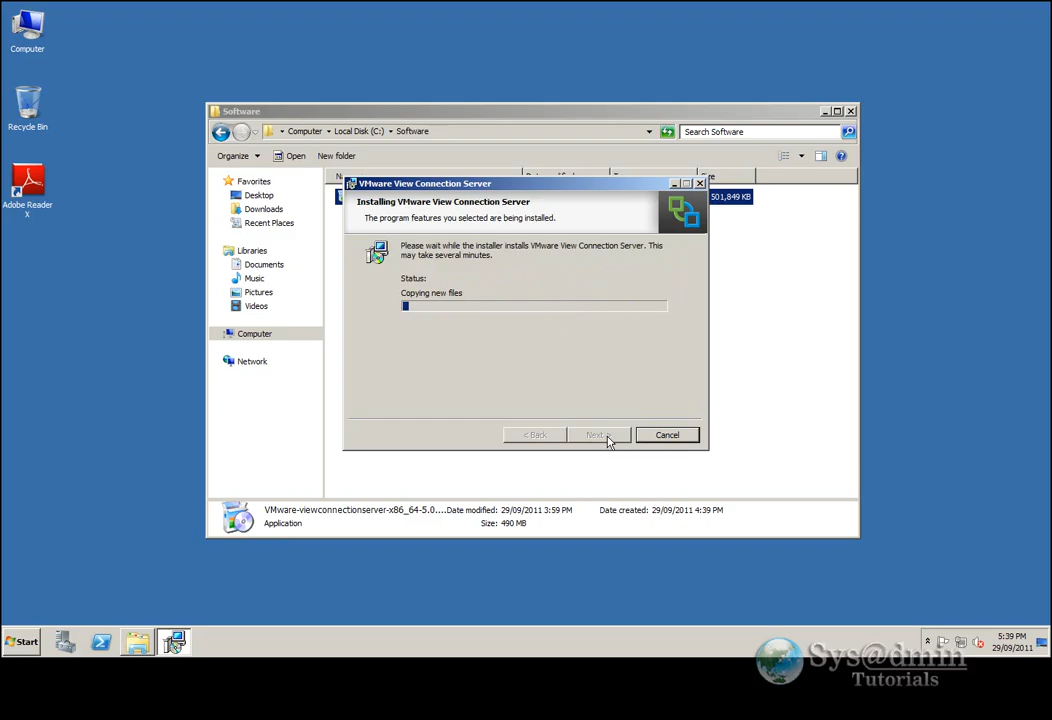 Computer
Recycle Bin
Adobe Reader
X
Software
Computer
Local Disk (C:)
Software
Search Software
Organize
Open
New folder
Favorites
Desktop
Downloads
Recent Places
Libraries
Documents
Music
Pictures
Videos
Computer
Network
501,849 KB
VMware View Connection Server
Installing VMware View Connection Server
The program features you selected are being installed.
Please wait while the installer installs VMware View Connection Server. This
may take several minutes.
Status:
Copying new files
< Back
Next >
Cancel
VMware-viewconnectionserver-x86_64-5.0....
Date modified: 29/09/2011 3:59 PM
Date created: 29/09/2011 4:39 PM
Application
Size: 490 MB
Start
5:39 PM
29/09/2011
Sys@dmin
Tutorials